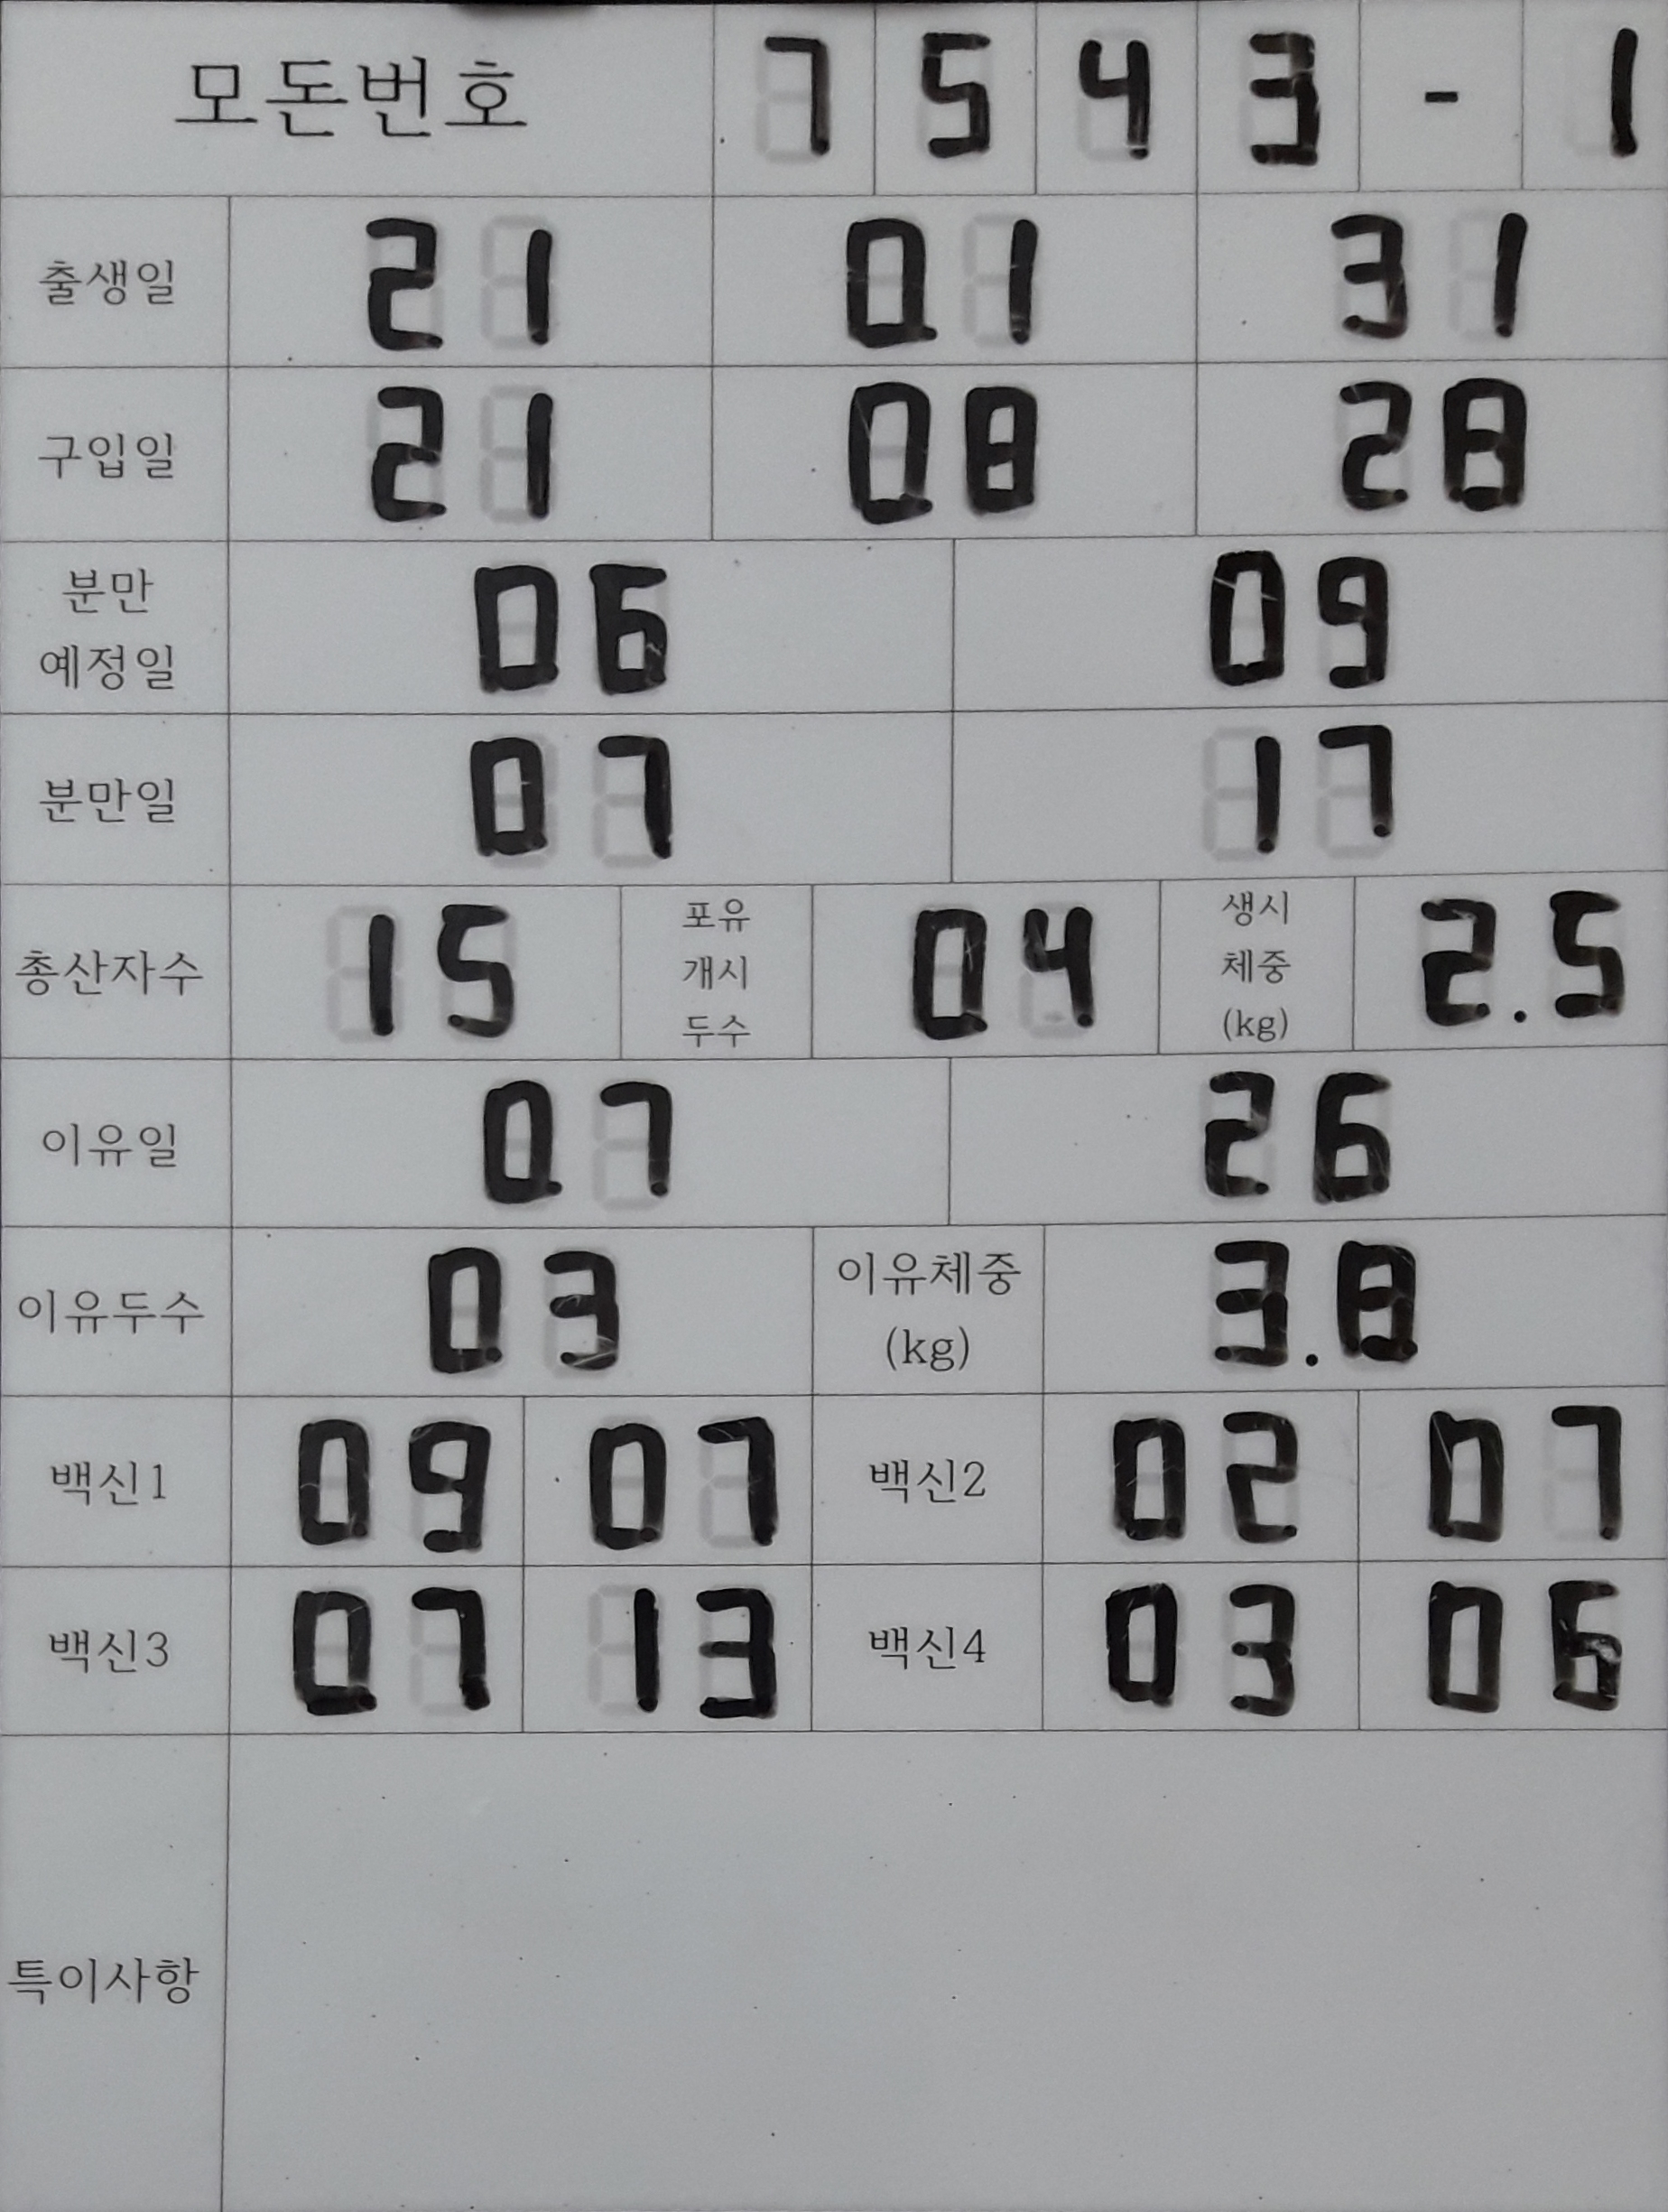 모돈번호 7 5 4 3 - 1
출생일 21 01 31
구입일 21 08 28
분만 예정일 06 09
분만일 07 17
총산자수 15 포유 개시 두수 04 생시 체중 (kg) 2.5
이유일 07 26
이유두수 03 이유체중 (kg) 3.8
백신1 09 07 백신2 02 07
백신3 07 13 백신4 03 06
특이사항